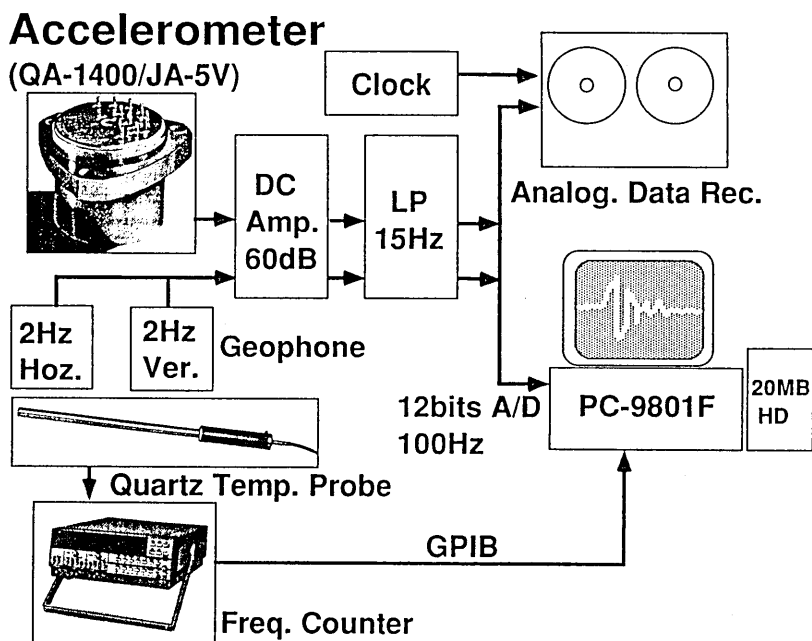 Accelerometer
(QA-1400/JA-5V)
Clock
Analog. Data Rec.
DC
Amp.
60dB
LP
15Hz
2Hz
Hoz.
2Hz
Ver.
Geophone
12bits A/D
100Hz
PC-9801F
20MB
HD
Quartz Temp. Probe
GPIB
Freq. Counter